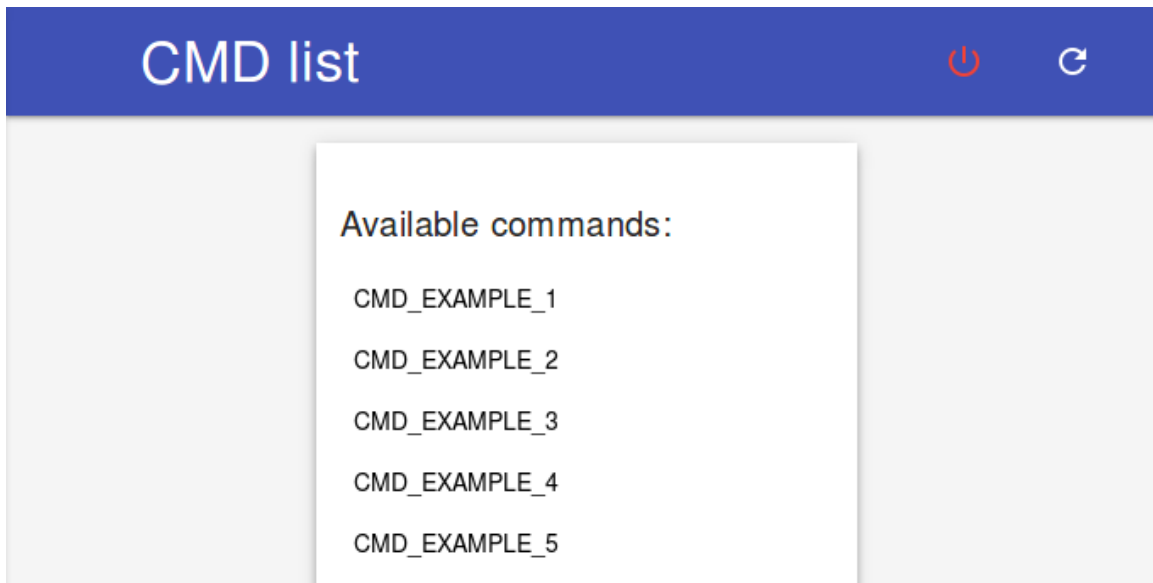 CMD list
Available commands:
CMD_EXAMPLE_1
CMD_EXAMPLE_2
CMD_EXAMPLE_3
CMD_EXAMPLE_4
CMD_EXAMPLE_5